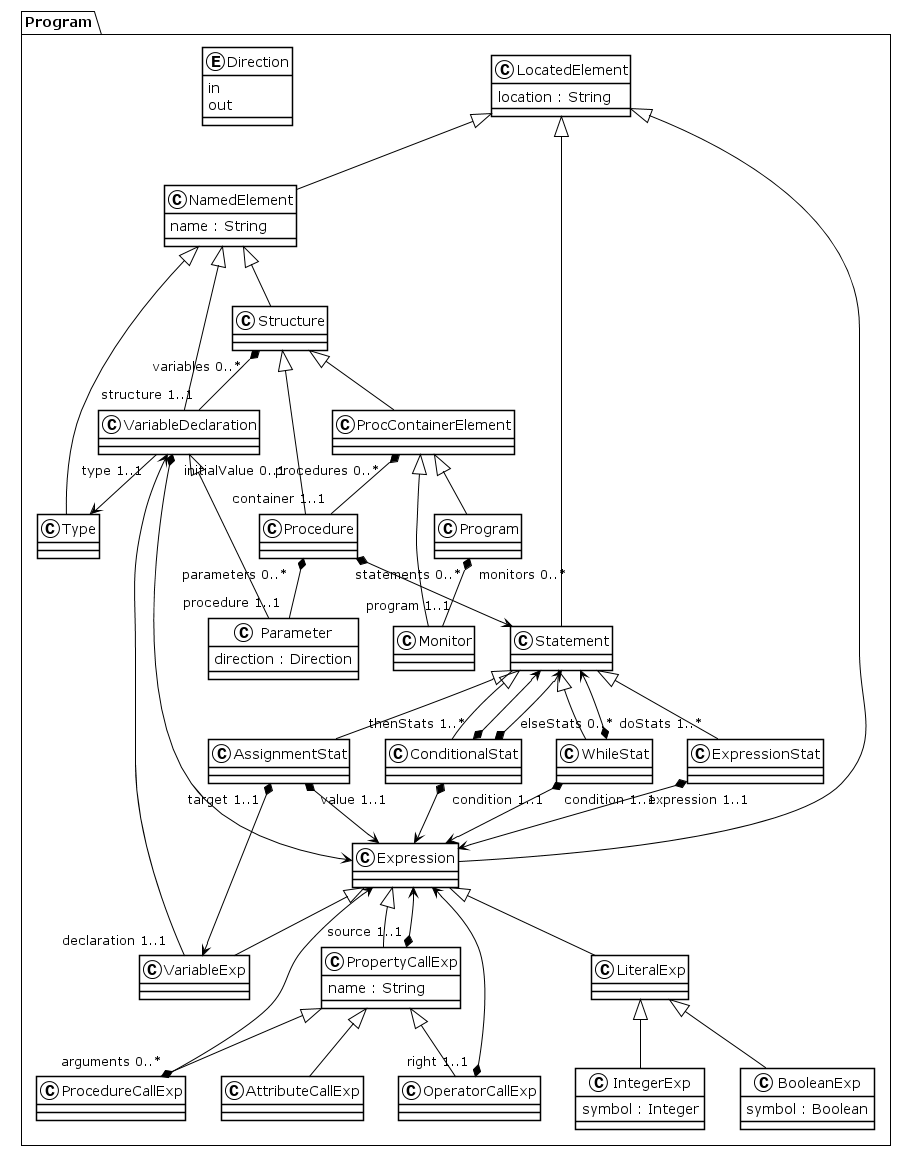 Program
E Direction
in
out
C LocatedElement
location : String
C NamedElement
name : String
C Structure
variables 0..*
structure 1..1
C VariableDeclaration
C ProcContainerElement
type 1..1
initialValue 0..1
procedures 0..*
container 1..1
C Type
C Procedure
C Program
parameters 0..*
statements 0..*
monitors 0..*
procedure 1..1
program 1..1
C Parameter
direction : Direction
C Monitor
C Statement
thenStats 1..*
elseStats 0..*
doStats 1..*
C AssignmentStat
C ConditionalStat
C WhileStat
C ExpressionStat
target 1..1
value 1..1
condition 1..1
condition 1..1
expression 1..1
C Expression
source 1..1
declaration 1..1
C VariableExp
C PropertyCallExp
name : String
C LiteralExp
arguments 0..*
right 1..1
C ProcedureCallExp
C AttributeCallExp
C OperatorCallExp
C IntegerExp
symbol : Integer
C BooleanExp
symbol : Boolean